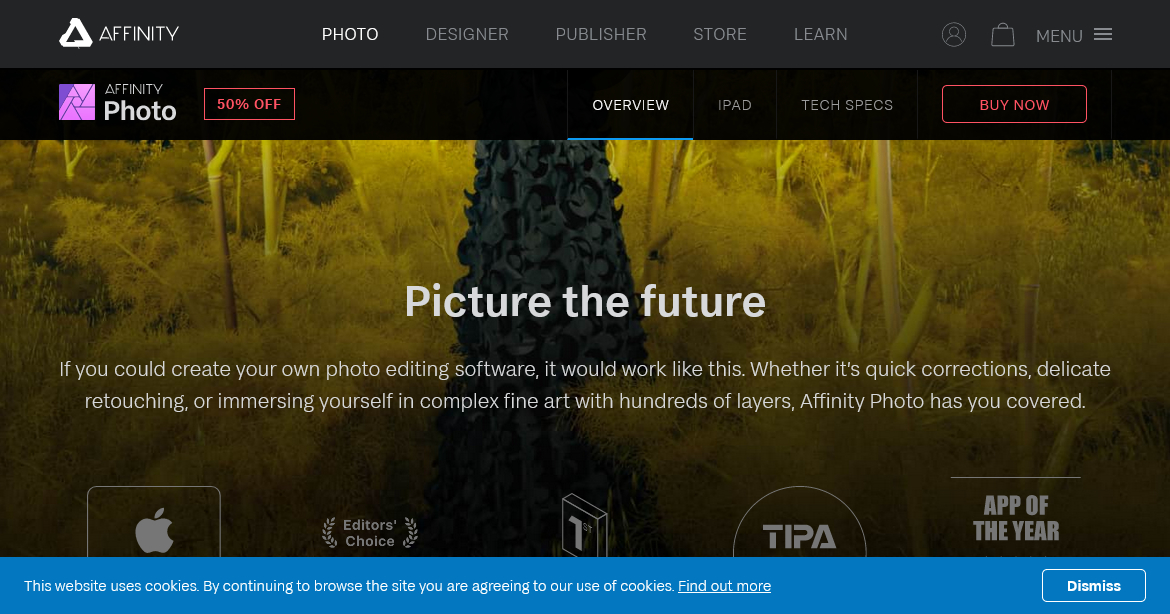 AFFINITY
PHOTO
DESIGNER
PUBLISHER
STORE
LEARN
MENU
AFFINITY
Photo
50% OFF
OVERVIEW
IPAD
TECH SPECS
BUY NOW
Picture the future
If you could create your own photo editing software, it would work like this. Whether it's quick corrections, delicate
retouching, or immersing yourself in complex fine art with hundreds of layers, Affinity Photo has you covered.
Editors'
Choice
TIPA
APP OF
THE YEAR
This website uses cookies. By continuing to browse the site you are agreeing to our use of cookies. Find out more
Dismiss